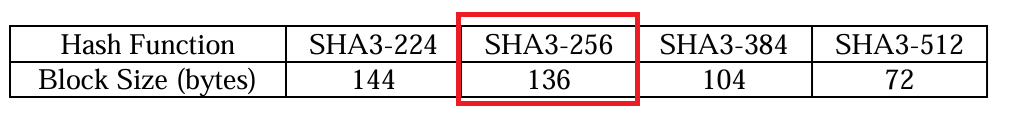 Hash Function SHA3-224 SHA3-256 SHA3-384 SHA3-512
Block Size (bytes) 144 136 104 72